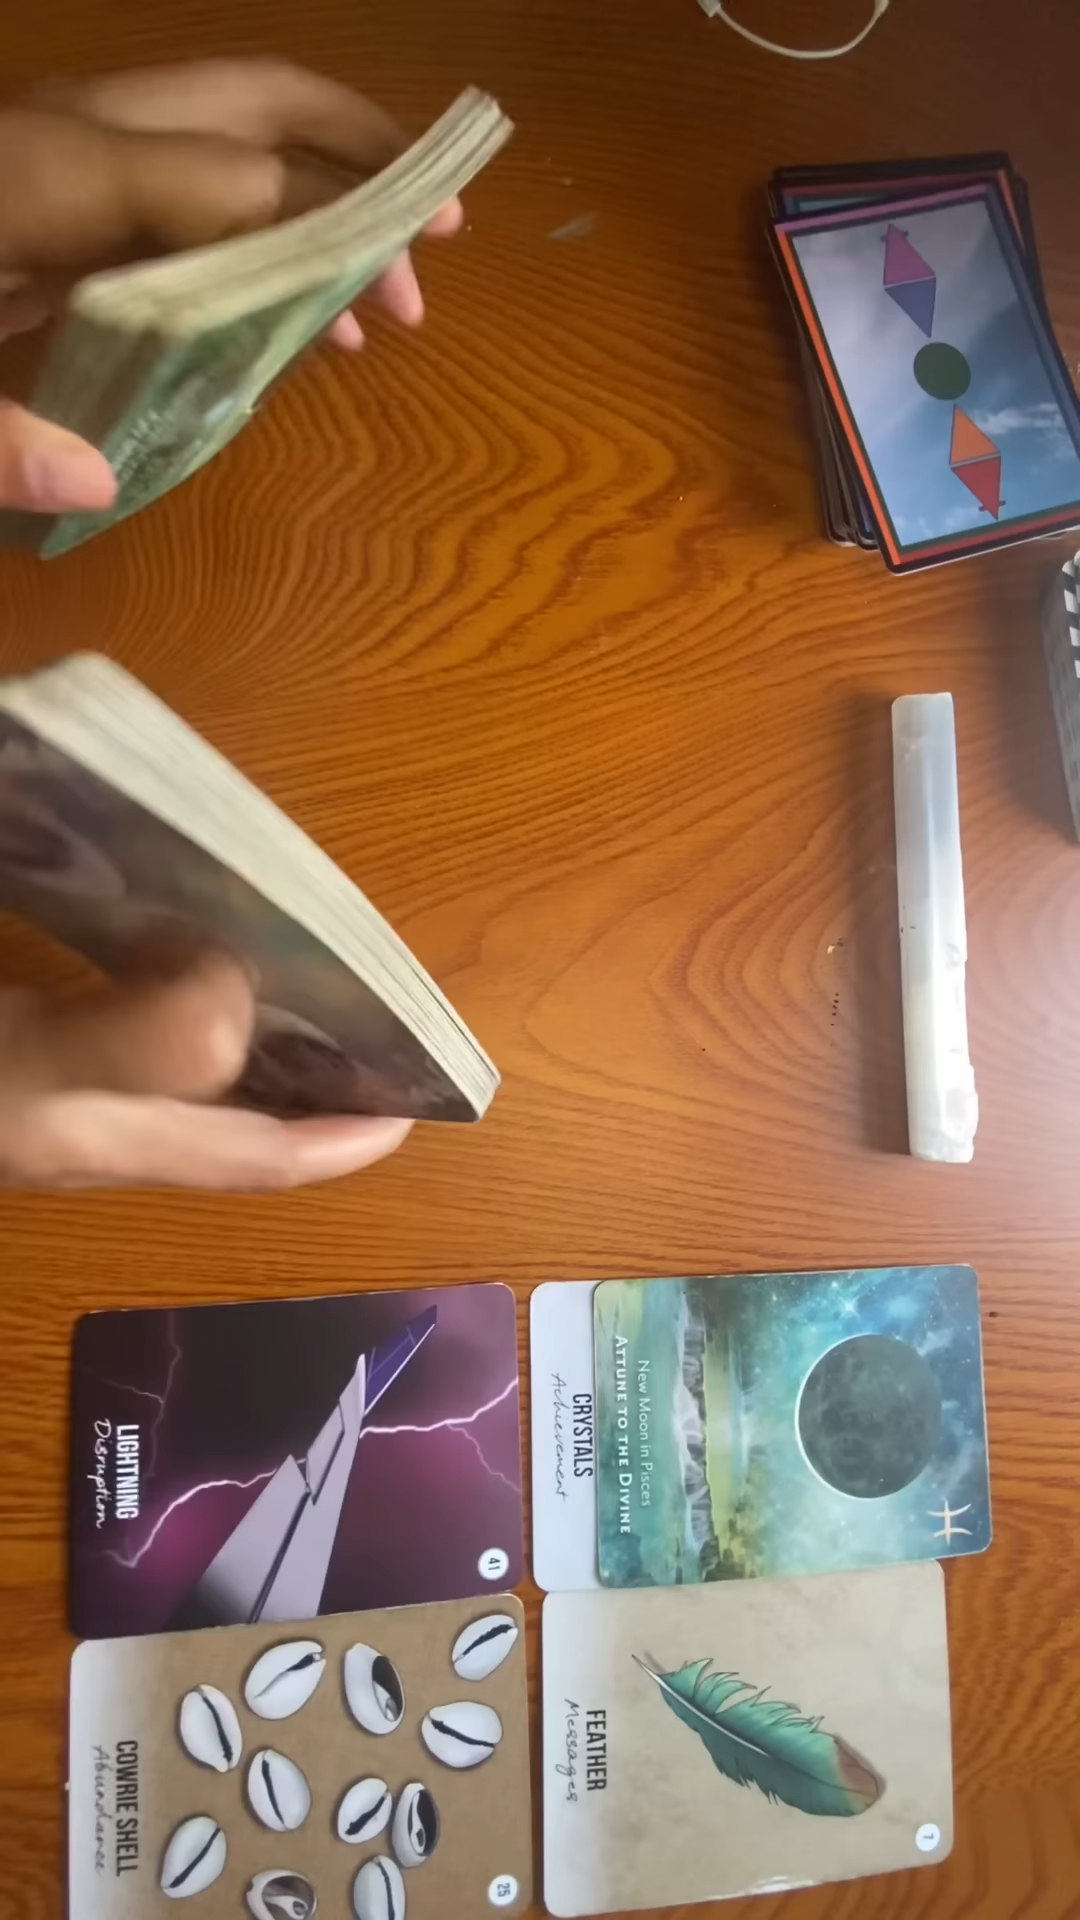 LIGHTNING
Disruption
41
CRYSTALS
Achievement
New Moon in Pisces
ATTUNE TO THE DIVINE
COWRIE SHELL
Abundance
25
FEATHER
Messages
7